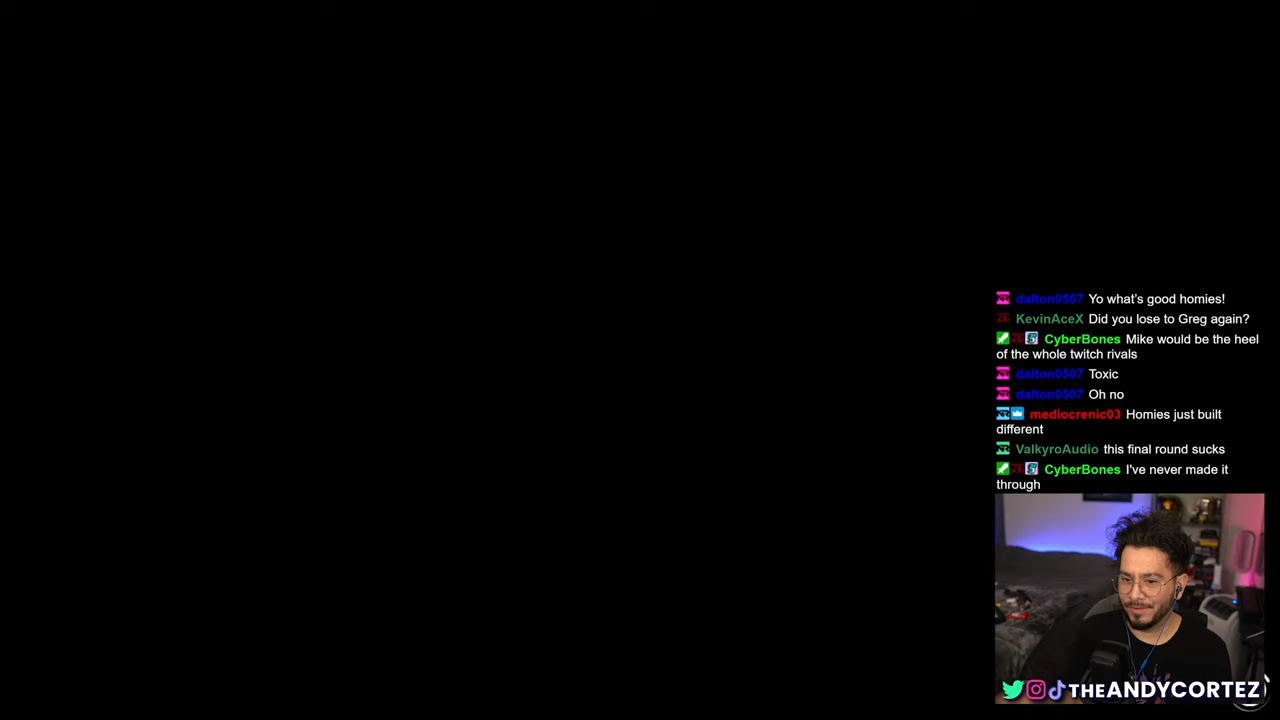 dalton0507 Yo what's good homies!
KevinAceX Did you lose to Greg again?
CyberBones Mike would be the heel
of the whole twitch rivals
dalton0507 Toxic
dalton0507 Oh no
mediocrenic03 Homies just built
different
ValkyroAudio this final round sucks
CyberBones I've never made it
through
THEANDYCORTEZ